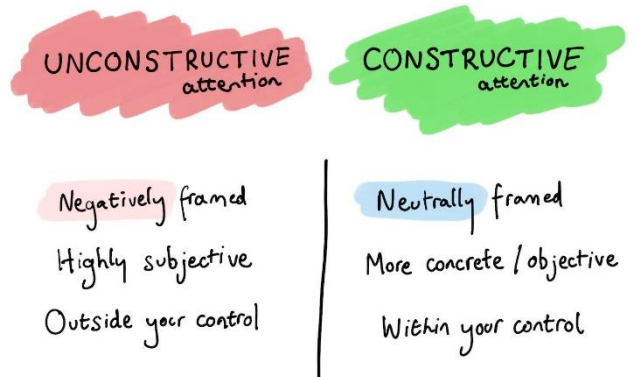 UNCONSTRUCTIVE
attention
Negatively framed
Highly subjective
Outside your control
CONSTRUCTIVE
attention
Neutrally framed
More concrete / objective
Within your control